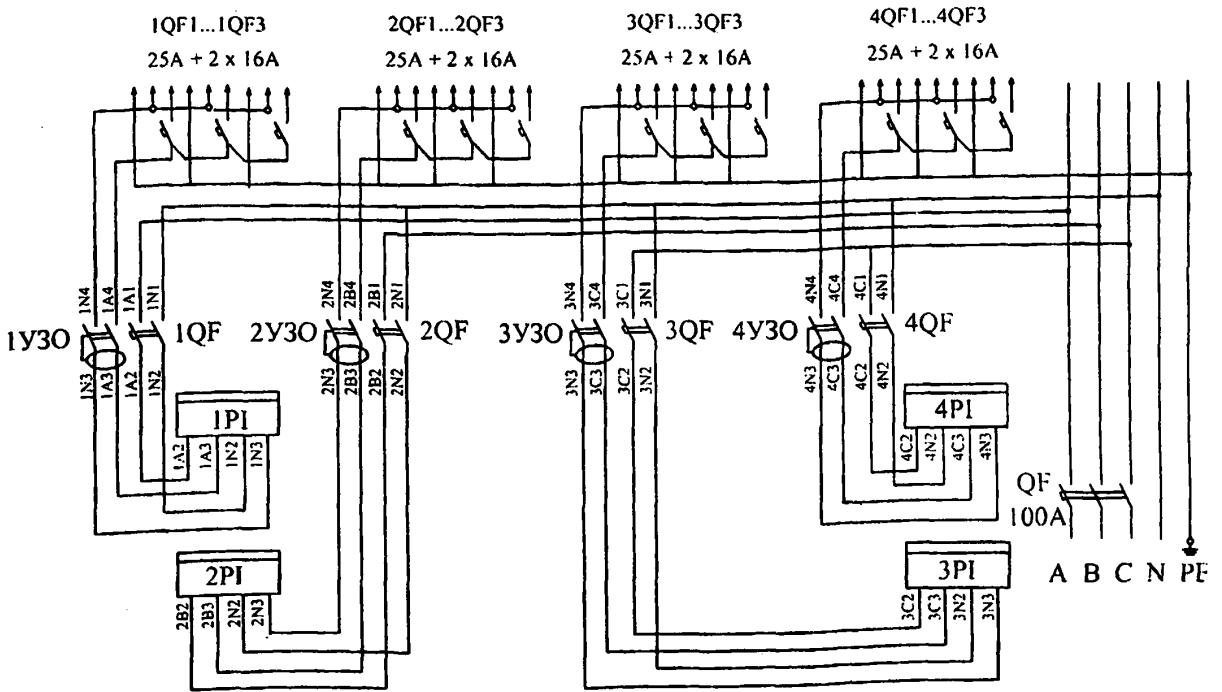 1QF1...1QF3
25A + 2 x 16A
2QF1...2QF3
25A + 2 x 16A
3QF1...3QF3
25A + 2 x 16A
4QF1...4QF3
25A + 2 x 16A
1N4
1A4
1A1
1N1
2N4
2B4
2B1
2N1
3N4
3C4
3C1
3N1
4N4
4C4
4C1
4N1
1УЗО
1QF
2УЗО
2QF
3УЗО
3QF
4УЗО
4QF
1N3
1A3
1A2
1N2
2N3
2B3
2B2
2N2
3N3
3C3
3C2
3N2
4N3
4C3
4C2
4N2
1PI
1A2
1A3
1N2
1N3
4PI
4C2
4N2
4C3
4N3
QF
100A
2PI
2B2
2B3
2N2
2N3
3PI
3C2
3C3
3N2
3N3
A B C N PE